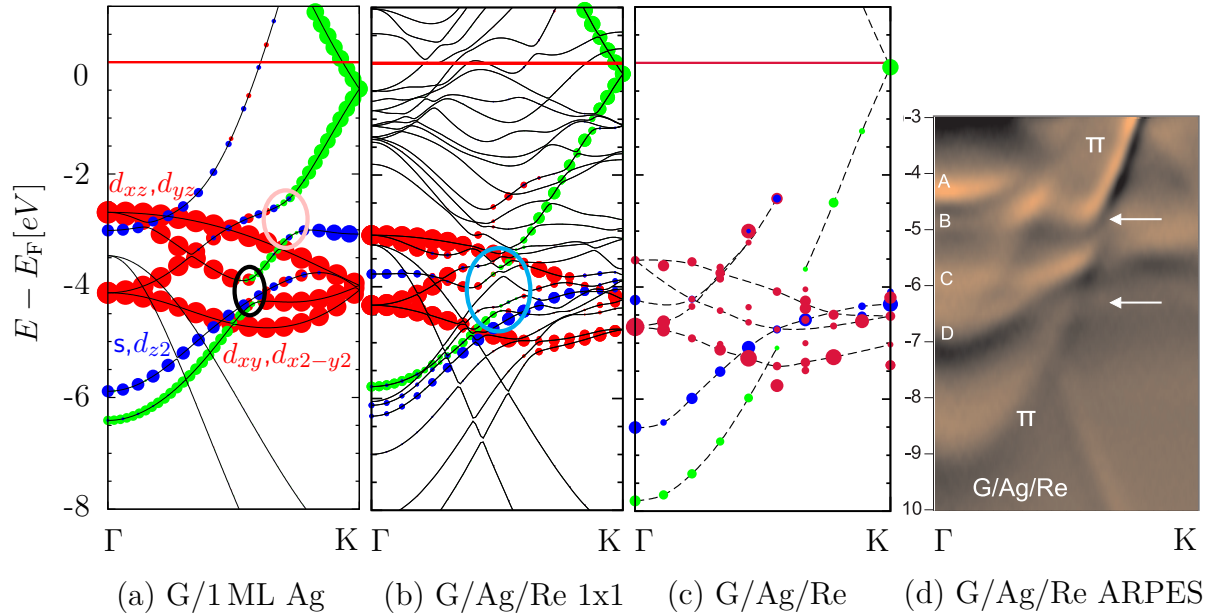 E − E_F[eV]
0
-2
-4
-6
-8
d_xz,d_yz
s,d_z2
d_xy,d_x2−y2
Γ K
Γ K
Γ K
-3
A
B
-5
C
-6
D
-7
-8
-9
10
π
π
G/Ag/Re
Γ K
(a) G/1 ML Ag
(b) G/Ag/Re 1x1
(c) G/Ag/Re
(d) G/Ag/Re ARPES